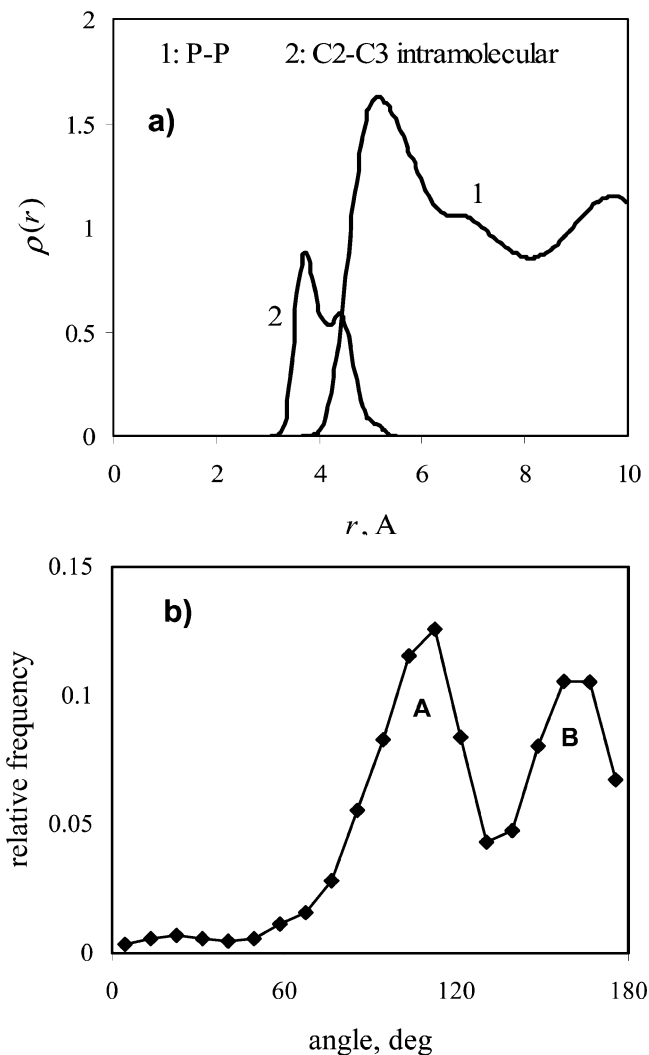 2
1: P-P 2: C2-C3 intramolecular
a)
1.5
1
1
ρ(r)
2
0.5
0
0 2 4 6 8 10
r, A
0.15
b)
0.1
A
B
relative frequency
0.05
0
0 60 120 180
angle, deg